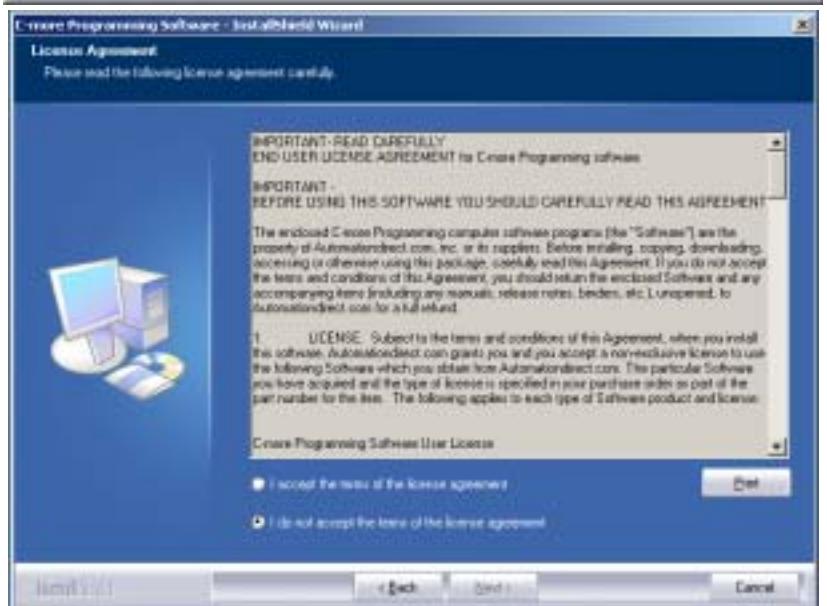 C-more Programming Software - InstallShield Wizard
License Agreement
Please read the following license agreement carefully.
IMPORTANT- READ CAREFULLY
END USER LICENSE AGREEMENT for C-more Programming software
IMPORTANT -
BEFORE USING THIS SOFTWARE YOU SHOULD CAREFULLY READ THIS AGREEMENT
The enclosed C-more Programming computer software programs (the "Software") are the
property of Automationdirect.com, inc. or its suppliers. Before installing, copying, downloading,
accessing or otherwise using this package, carefully read this Agreement. If you do not accept
the terms and conditions of this Agreement, you should return the enclosed Software and any
accompanying items (including any manuals, release notes, binders, etc.), unopened, to
Automationdirect.com for a full refund.
1. LICENSE. Subject to the terms and conditions of this Agreement, when you install
this software, Automationdirect.com grants you and you accept a non-exclusive license to use
the following Software which you obtain from Automationdirect.com. The particular Software
you have acquired and the type of license is specified in your purchase order as part of the
part number for the item. The following applies to each type of Software product and license:
C-more Programming Software User License
I accept the terms of the license agreement
Print
I do not accept the terms of the license agreement
< Back
Next >
Cancel